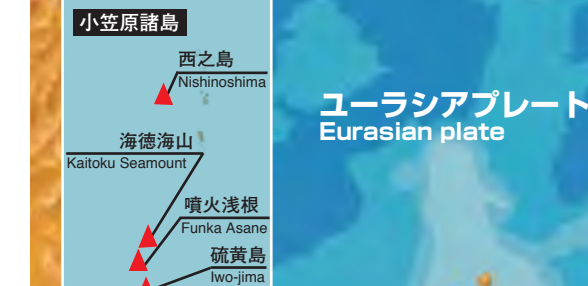 小笠原諸島
西之島
Nishinoshima
海徳海山
Kaitoku Seamount
噴火浅根
Funka Asane
硫黄島
Iwo-jima
ユーラシアプレート
Eurasian plate